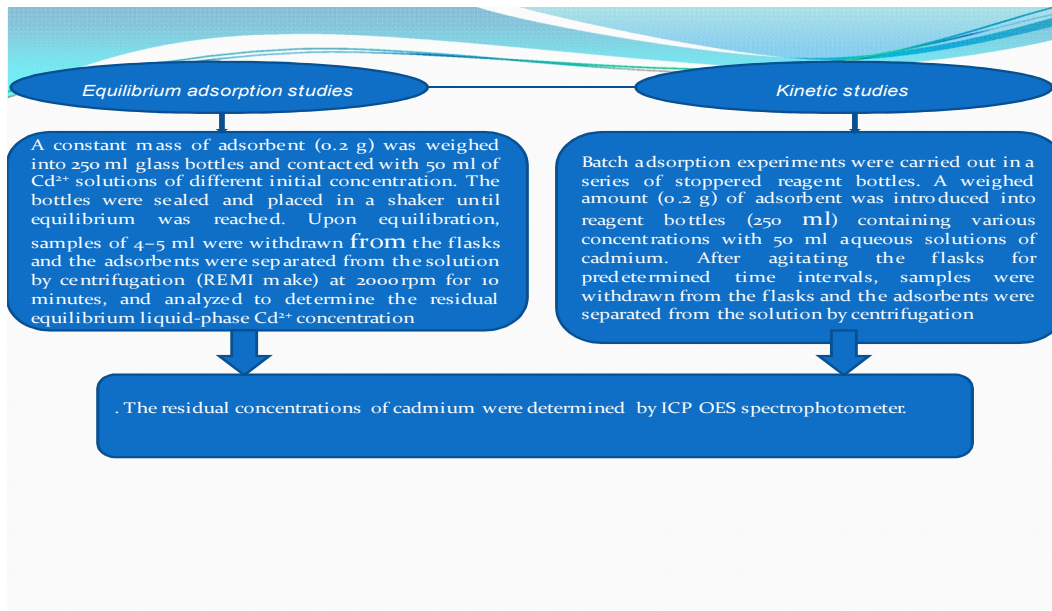 Equilibrium adsorption studies
Kinetic studies
A constant mass of adsorbent (0.2 g) was weighed
into 250 ml glass bottles and contacted with 50 ml of
Cd²⁺ solutions of different initial concentration. The
bottles were sealed and placed in a shaker until
equilibrium was reached. Upon equilibration,
samples of 4–5 ml were withdrawn from the flasks
and the adsorbents were separated from the solution
by centrifugation (REMI make) at 2000rpm for 10
minutes, and analyzed to determine the residual
equilibrium liquid-phase Cd²⁺ concentration
Batch adsorption experiments were carried out in a
series of stoppered reagent bottles. A weighed
amount (0.2 g) of adsorbent was introduced into
reagent bottles (250 ml) containing various
concentrations with 50 ml aqueous solutions of
cadmium. After agitating the flasks for
predetermined time intervals, samples were
withdrawn from the flasks and the adsorbents were
separated from the solution by centrifugation
. The residual concentrations of cadmium were determined by ICP OES spectrophotometer.